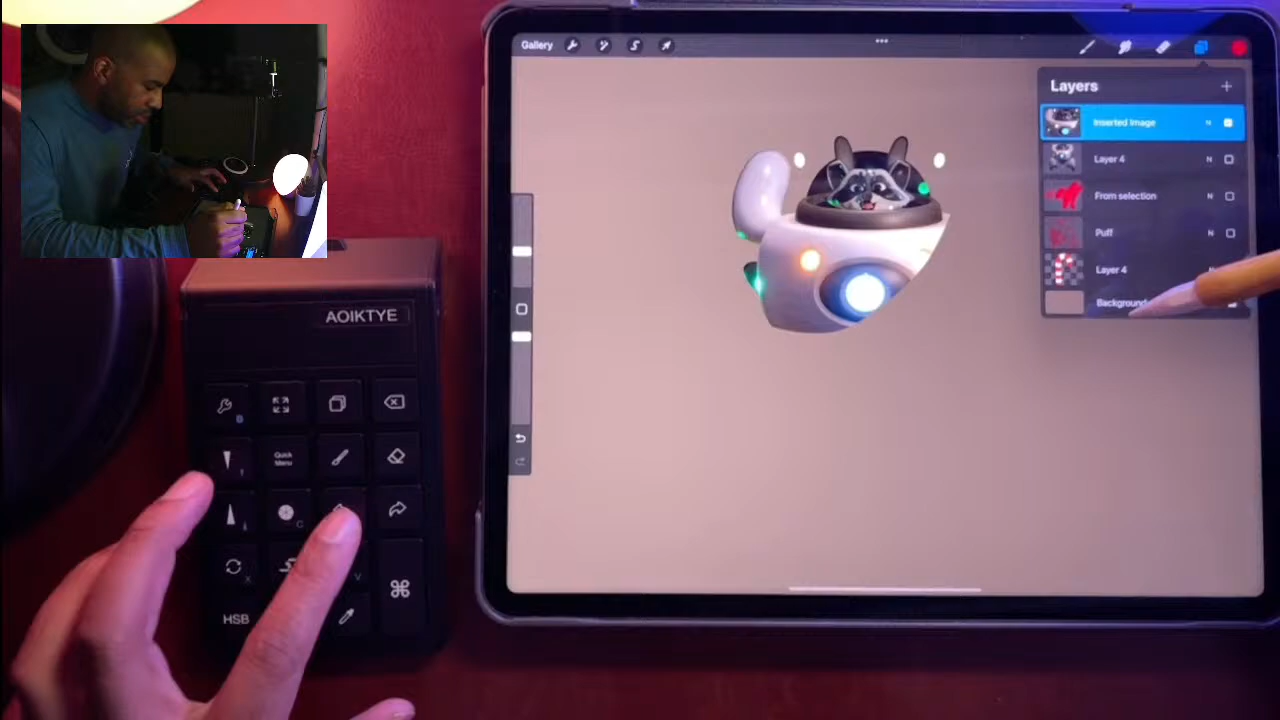 Gallery
Layers
Inserted Image N
Layer 4 N
From selection N
Puff N
Layer 4
Background
AOIKTYE
B
Quick
Menu
C
X
V
HSB